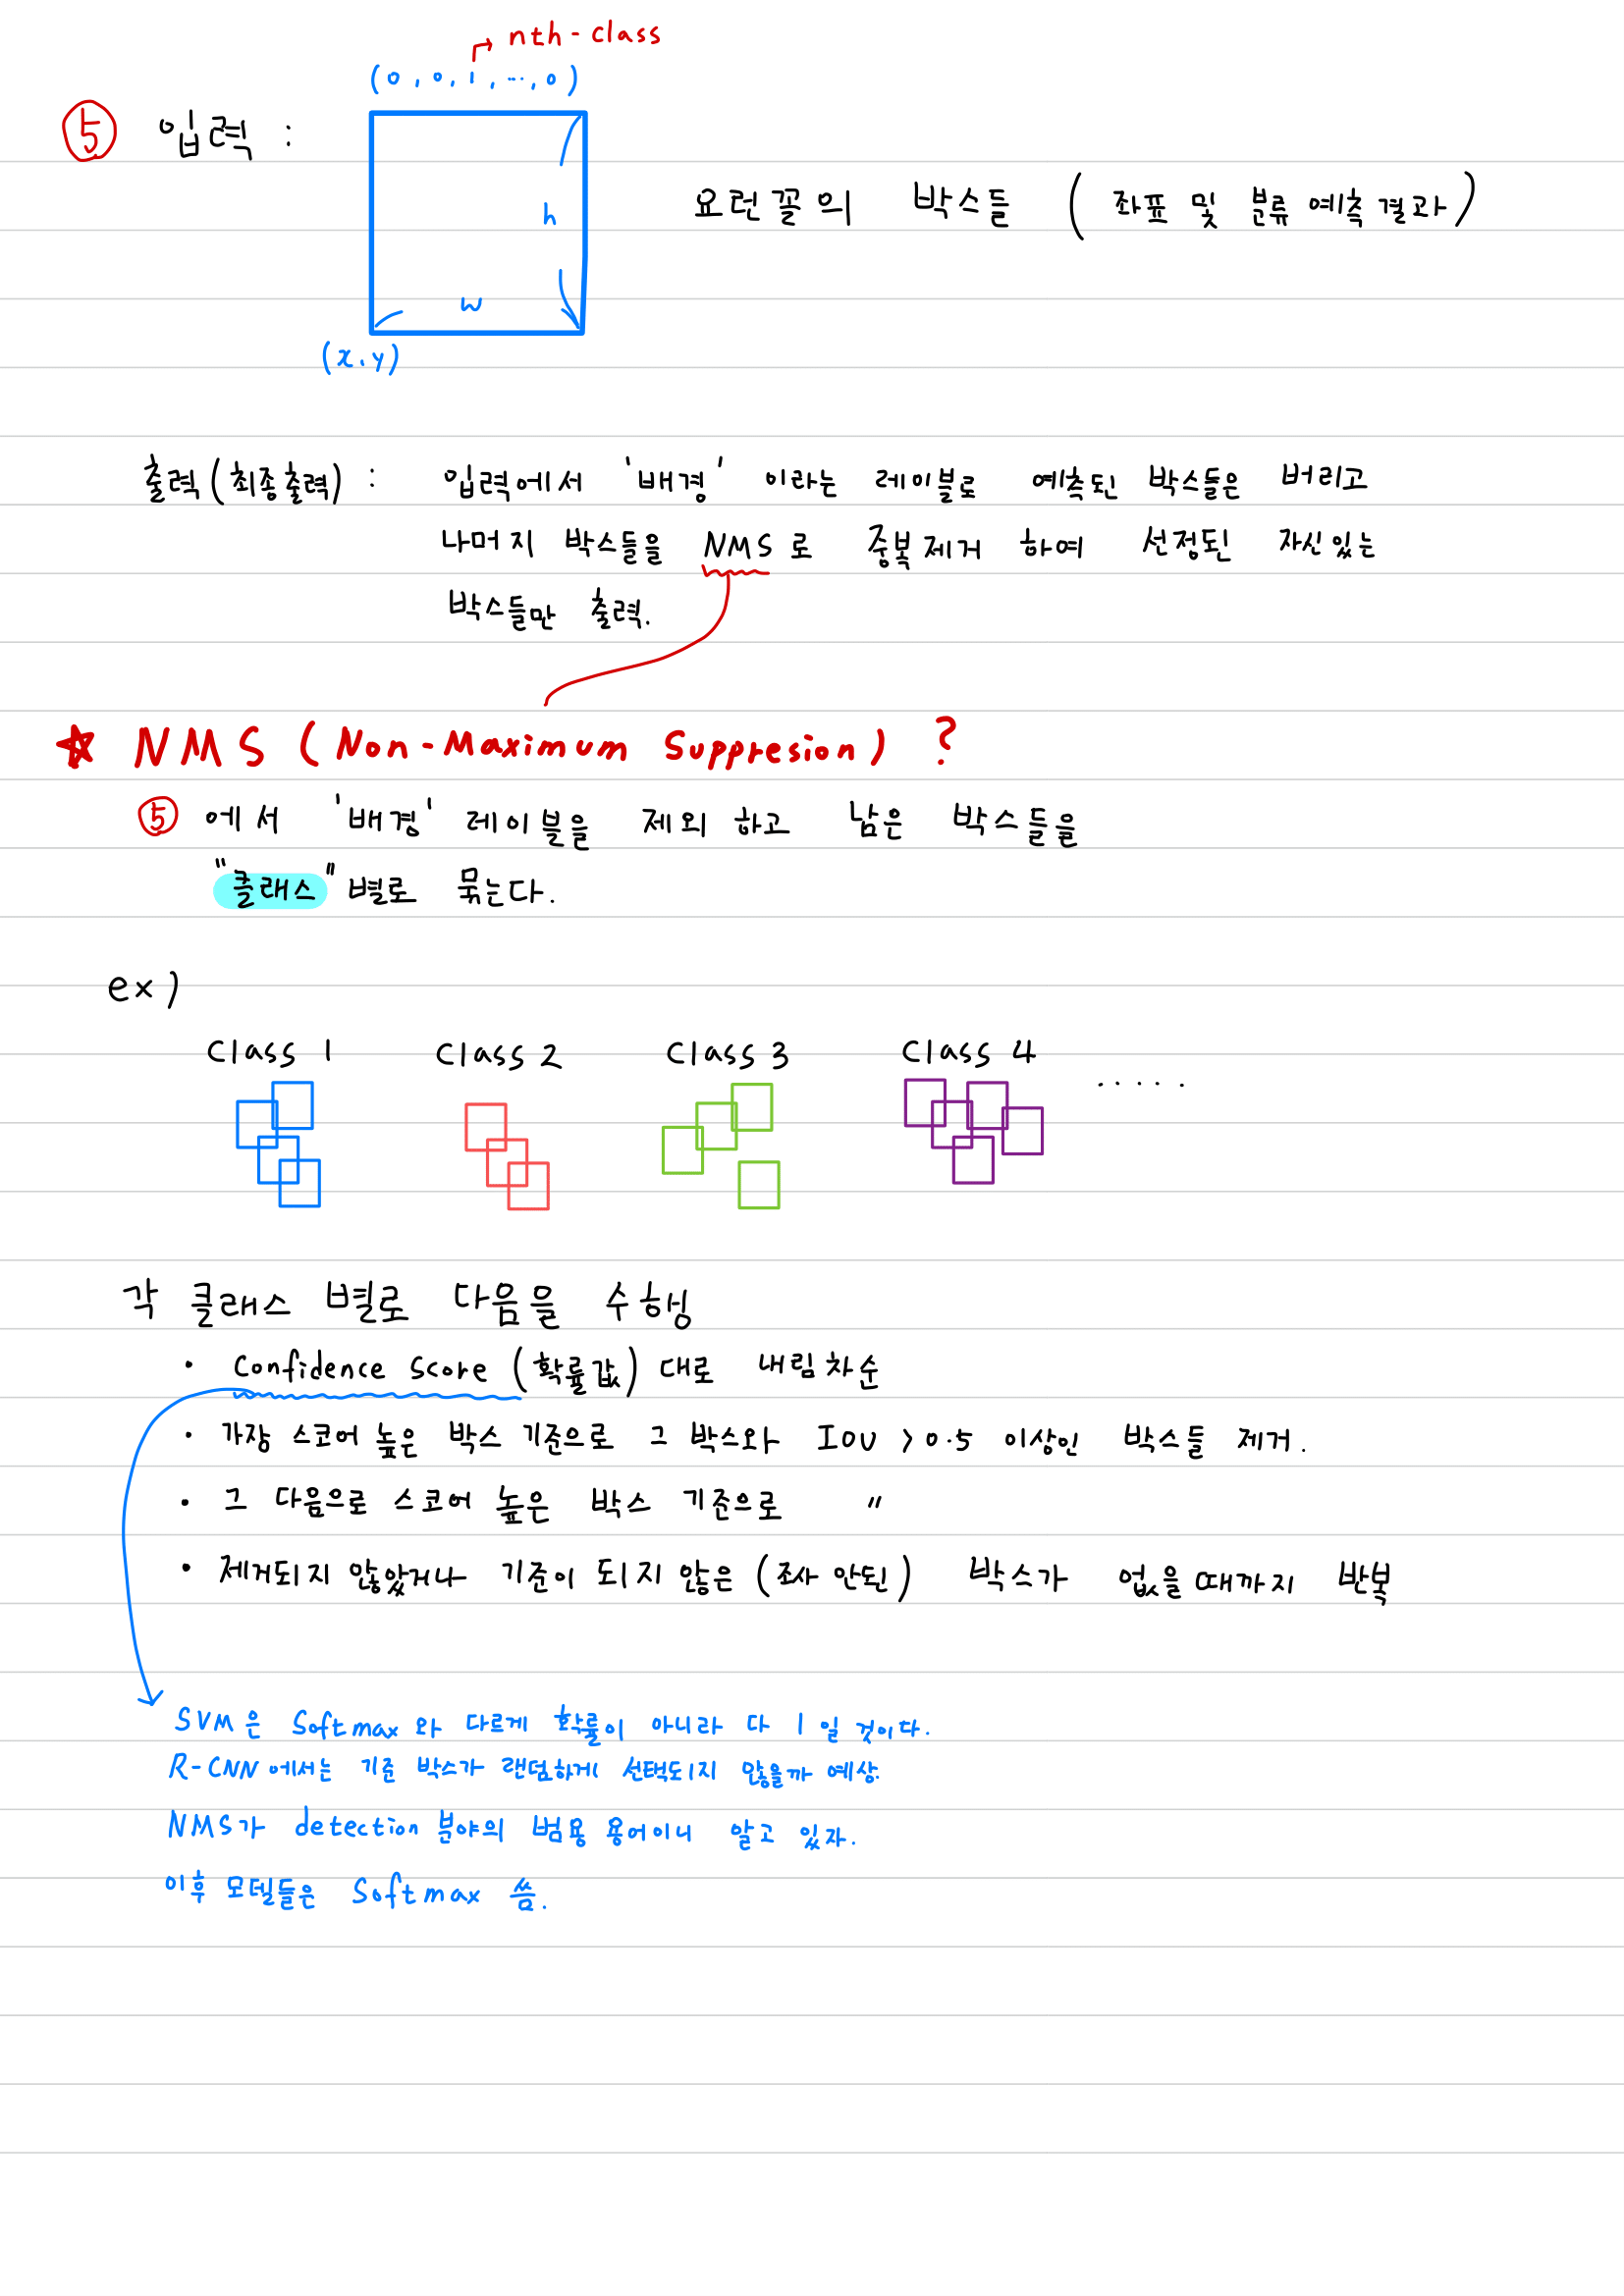 nth-class
(0, 0, 1, ..., 0)
⑤ 입력 :
h
요런꼴의 박스들 (좌표 및 분류 예측결과)
w
(x.y)
출력(최종출력) : 입력에서 '배경' 이라는 레이블로 예측된 박스들은 버리고
나머지 박스들을 NMS로 중복제거 하여 선정된 자신있는
박스들만 출력.
☆ NMS (Non-Maximum Suppresion) ?
⑤ 에서 '배경' 레이블을 제외 하고 남은 박스들을
"클래스" 별로 묶는다.
ex)
Class 1 Class 2 Class 3 Class 4 .....
각 클래스 별로 다음을 수행
· Confidence Score (확률값) 대로 내림차순
· 가장 스코어 높은 박스 기준으로 그 박스와 IOU > 0.5 이상인 박스들 제거.
· 그 다음으로 스코어 높은 박스 기준으로 "
· 제거되지 않았거나 기준이 되지 않은 (조사 안된) 박스가 없을때까지 반복
SVM은 Softmax와 다르게 확률이 아니라 다 1일 것이다.
R-CNN에서는 기준 박스가 랜덤하게 선택되지 않을까 예상.
NMS가 detection 분야의 범용 용어이니 알고 있자.
이후 모델들은 Softmax 씀.